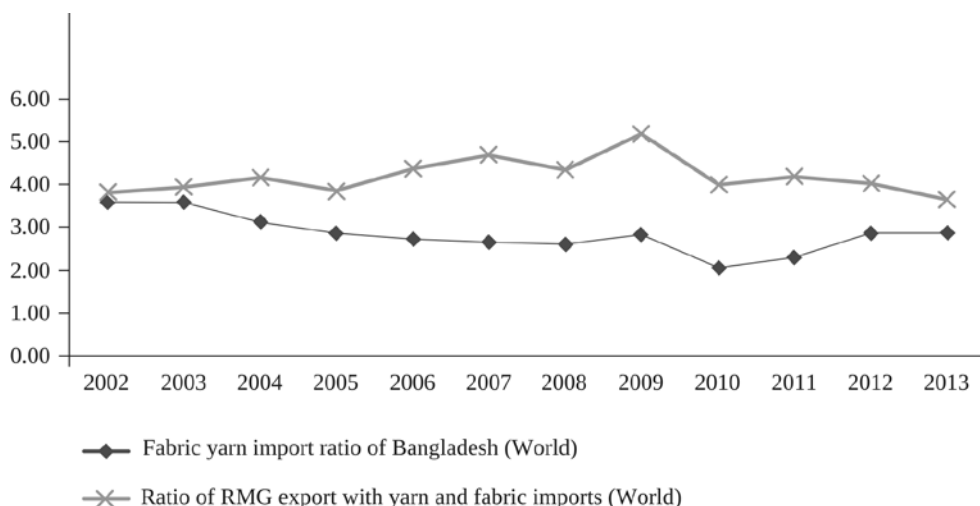 6.00
5.00
4.00
3.00
2.00
1.00
0.00
2002 2003 2004 2005 2006 2007 2008 2009 2010 2011 2012 2013
Fabric yarn import ratio of Bangladesh (World)
Ratio of RMG export with yarn and fabric imports (World)